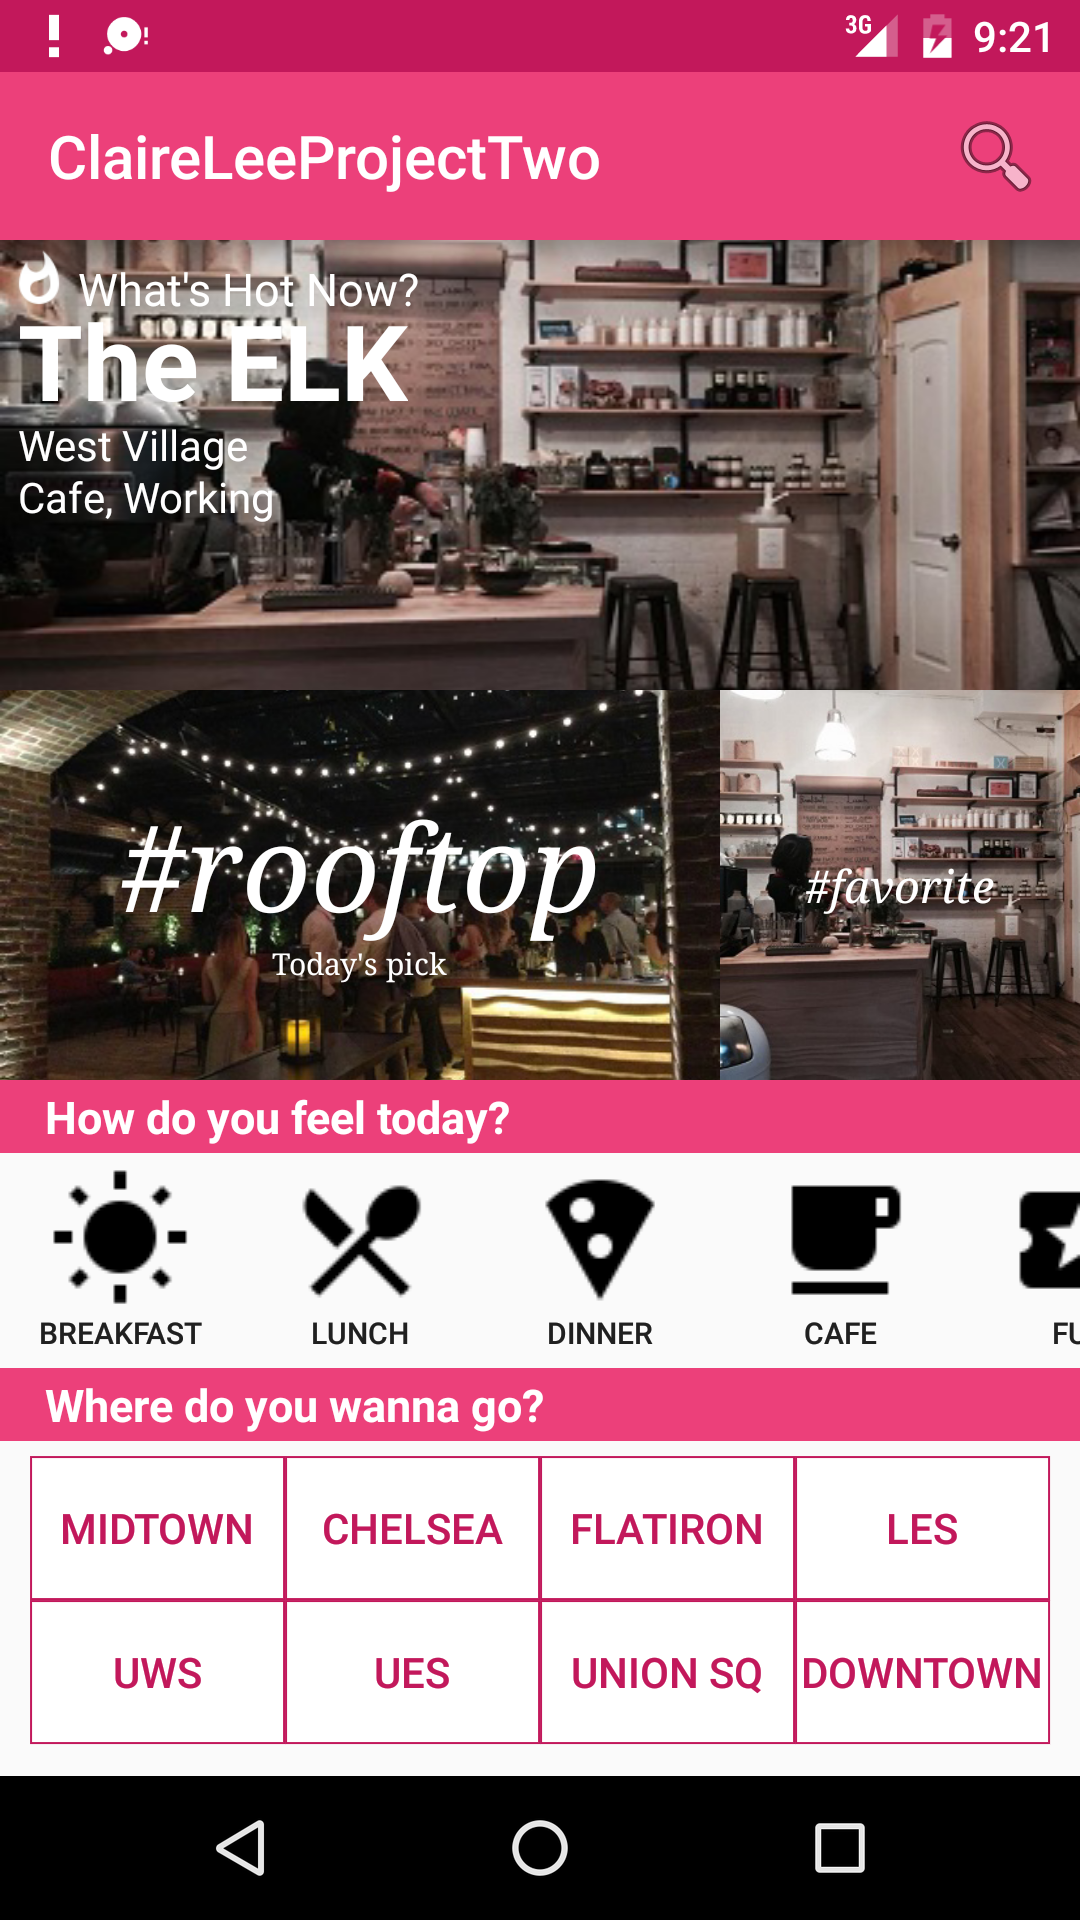 3G 9:21
ClaireLeeProjectTwo
What's Hot Now?
The ELK
West Village
Cafe, Working
#rooftop
Today's pick
#favorite
How do you feel today?
BREAKFAST LUNCH DINNER CAFE FU
Where do you wanna go?
MIDTOWN CHELSEA FLATIRON LES
UWS UES UNION SQ DOWNTOWN